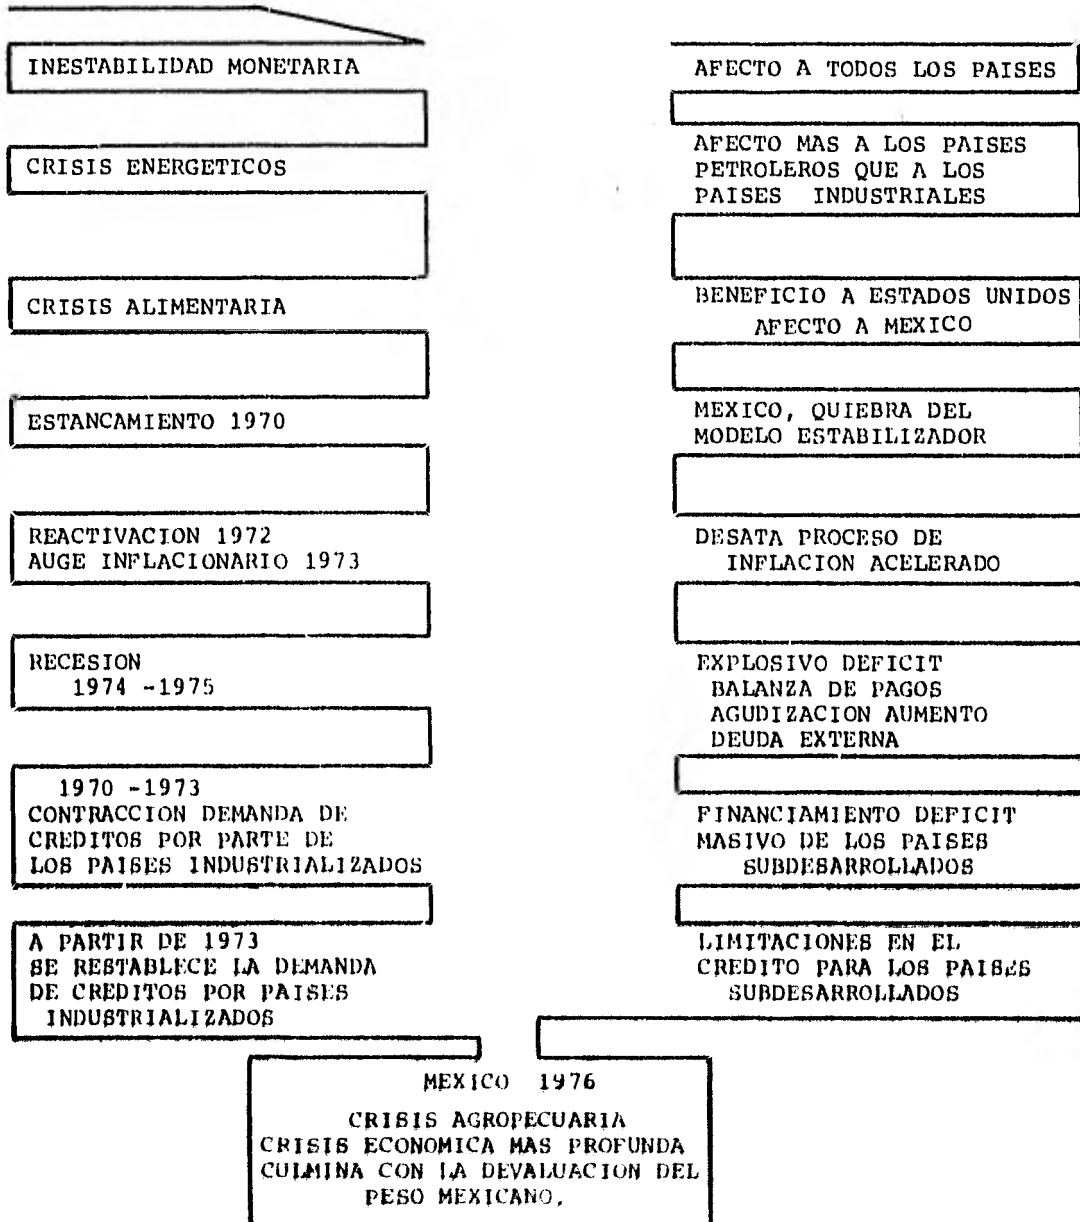 INESTABILIDAD MONETARIA
CRISIS ENERGETICOS
CRISIS ALIMENTARIA
ESTANCAMIENTO 1970
REACTIVACION 1972
AUGE INFLACIONARIO 1973
RECESION
1974 -1975
1970 -1973
CONTRACCION DEMANDA DE
CREDITOS POR PARTE DE
LOS PAISES INDUSTRIALIZADOS
A PARTIR DE 1973
SE RESTABLECE LA DEMANDA
DE CREDITOS POR PAISES
INDUSTRIALIZADOS
AFECTO A TODOS LOS PAISES
AFECTO MAS A LOS PAISES
PETROLEROS QUE A LOS
PAISES INDUSTRIALES
BENEFICIO A ESTADOS UNIDOS
AFECTO A MEXICO
MEXICO, QUIEBRA DEL
MODELO ESTABILIZADOR
DESATA PROCESO DE
INFLACION ACELERADO
EXPLOSIVO DEFICIT
BALANZA DE PAGOS
AGUDIZACION AUMENTO
DEUDA EXTERNA
FINANCIAMIENTO DEFICIT
MASIVO DE LOS PAISES
SUBDESARROLLADOS
LIMITACIONES EN EL
CREDITO PARA LOS PAISES
SUBDESARROLLADOS
MEXICO 1976
CRISIS AGROPECUARIA
CRISIS ECONOMICA MAS PROFUNDA
CULMINA CON LA DEVALUACION DEL
PESO MEXICANO.